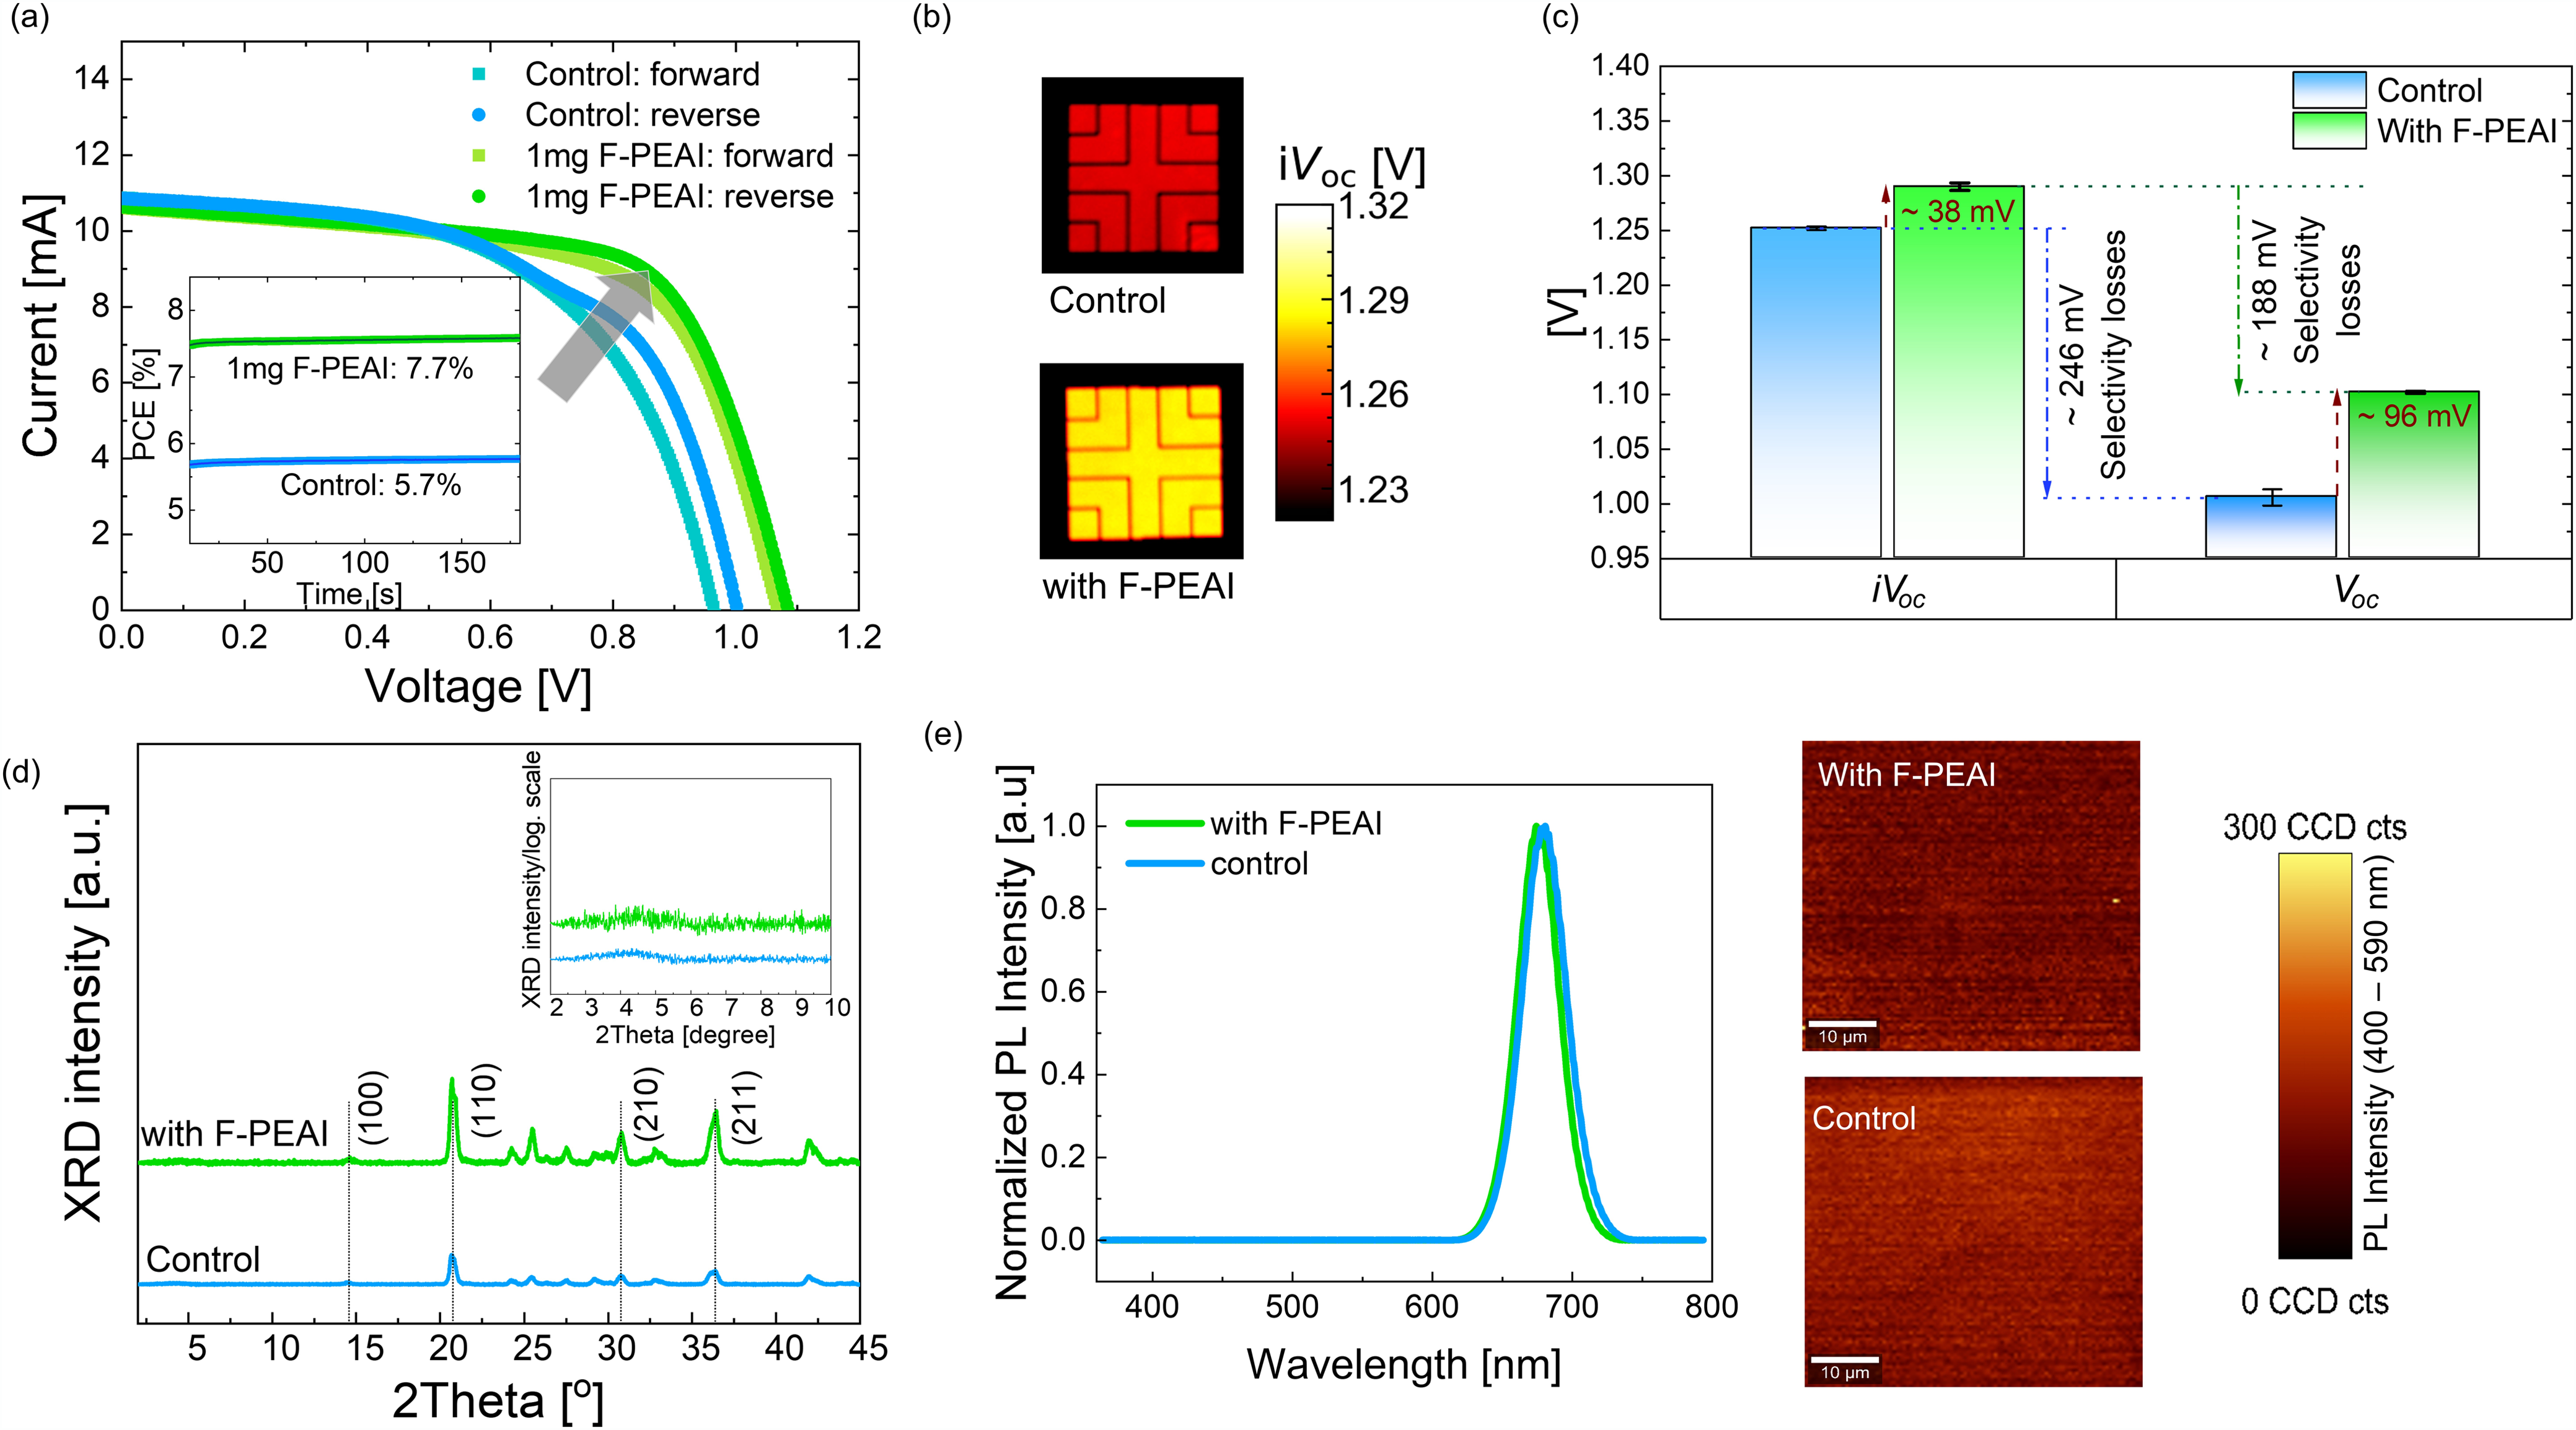 (a)
14
12
10
8
6
4
2
0
Current [mA]
Control: forward
Control: reverse
1mg F-PEAI: forward
1mg F-PEAI: reverse
8
7
6
5
PCE [%]
1mg F-PEAI: 7.7%
Control: 5.7%
50 100 150
Time [s]
0.0 0.2 0.4 0.6 0.8 1.0 1.2
Voltage [V]
(b)
Control
with F-PEAI
iVoc [V]
1.32
1.29
1.26
1.23
(c)
1.40
1.35
1.30
1.25
1.20
1.15
1.10
1.05
1.00
0.95
[V]
Control
With F-PEAI
~ 38 mV
~ 246 mV
Selectivity losses
~ 188 mV
Selectivity
losses
~ 96 mV
iVoc
Voc
(d)
XRD intensity [a.u.]
XRD intensity/log. scale
2 3 4 5 6 7 8 9 10
2Theta [degree]
with F-PEAI
(100)
(110)
(210)
(211)
Control
5 10 15 20 25 30 35 40 45
2Theta [º]
(e)
Normalized PL Intensity [a.u]
1.0
0.8
0.6
0.4
0.2
0.0
with F-PEAI
control
400 500 600 700 800
Wavelength [nm]
With F-PEAI
10 µm
Control
10 µm
300 CCD cts
PL Intensity (400 – 590 nm)
0 CCD cts